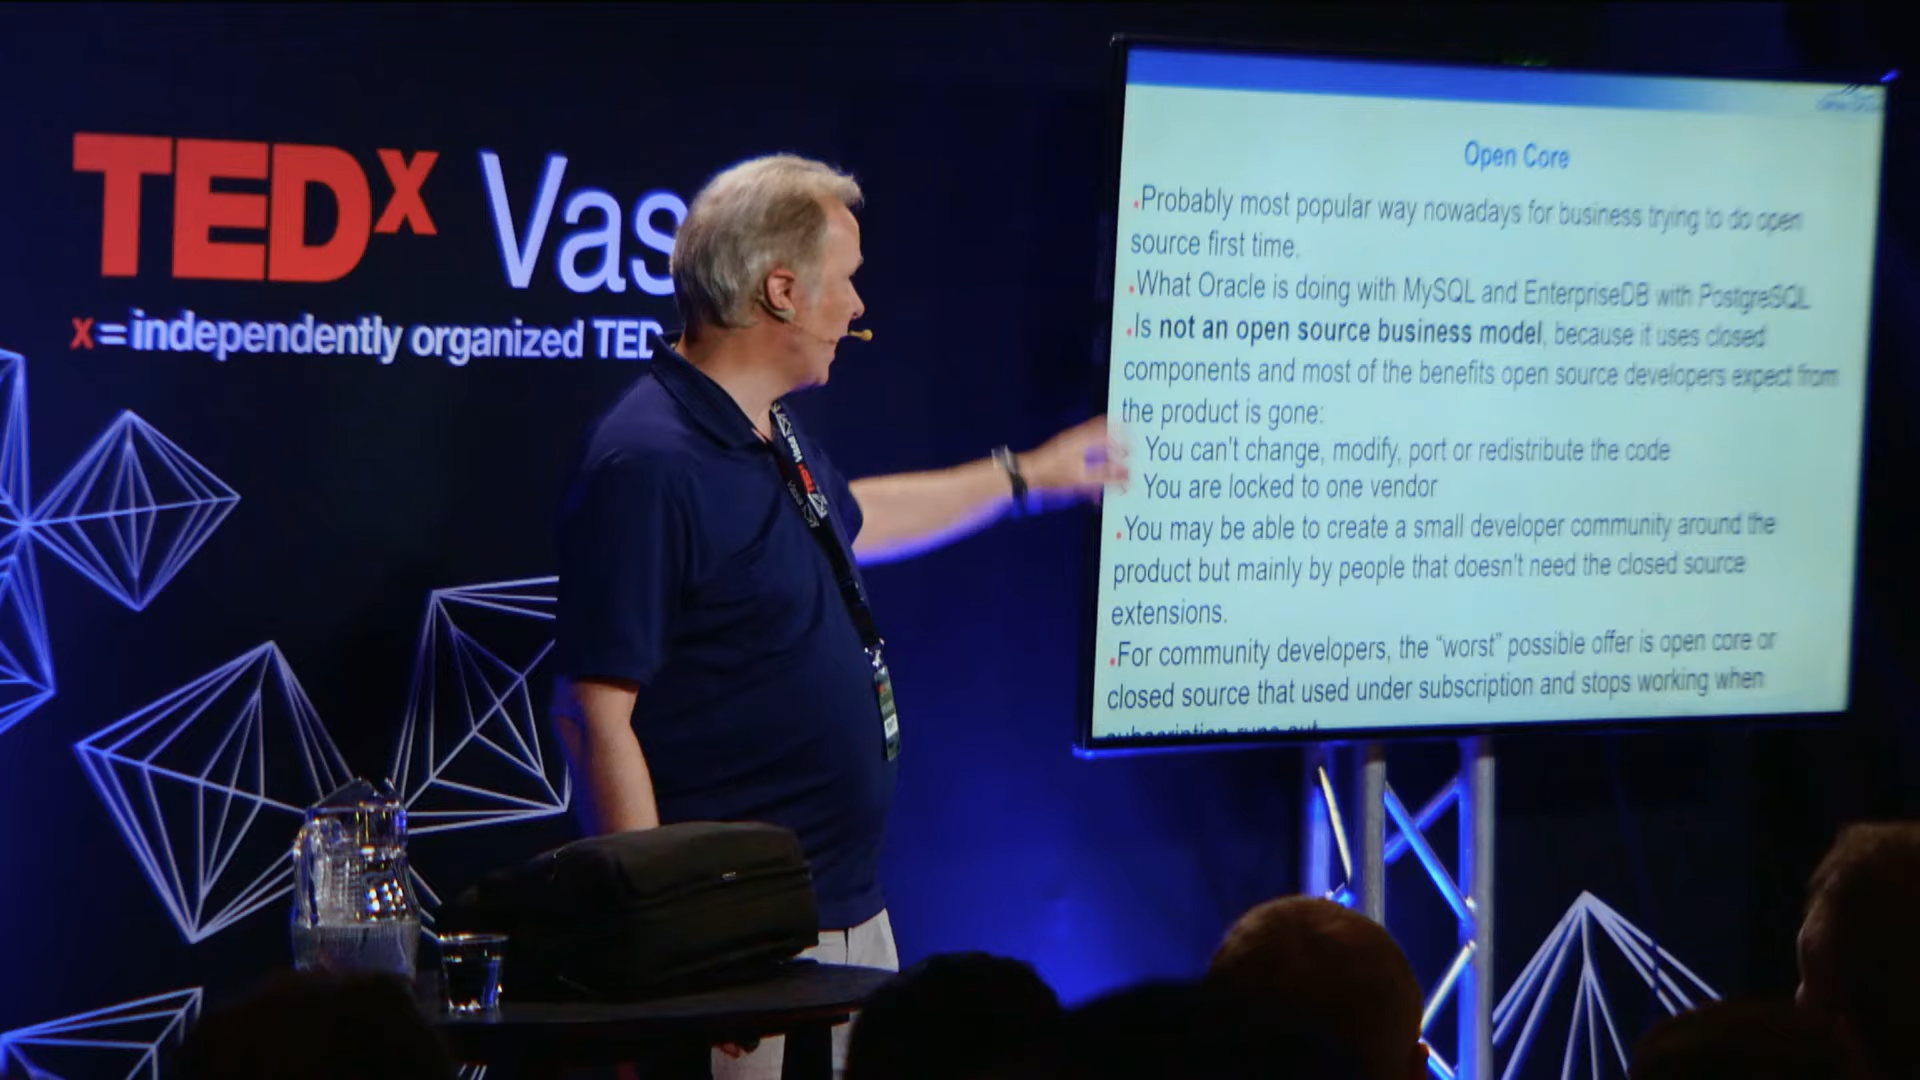 TEDx Vas
x = independently organized TED
Open Core
.Probably most popular way nowadays for business trying to do open
source first time.
.What Oracle is doing with MySQL and EnterpriseDB with PostgreSQL
.Is not an open source business model, because it uses closed
components and most of the benefits open source developers expect from
the product is gone:
You can't change, modify, port or redistribute the code
You are locked to one vendor
.You may be able to create a small developer community around the
product but mainly by people that doesn't need the closed source
extensions.
.For community developers, the “worst” possible offer is open core or
closed source that used under subscription and stops working when
subscription runs out
TEDx Vasa
Vasa